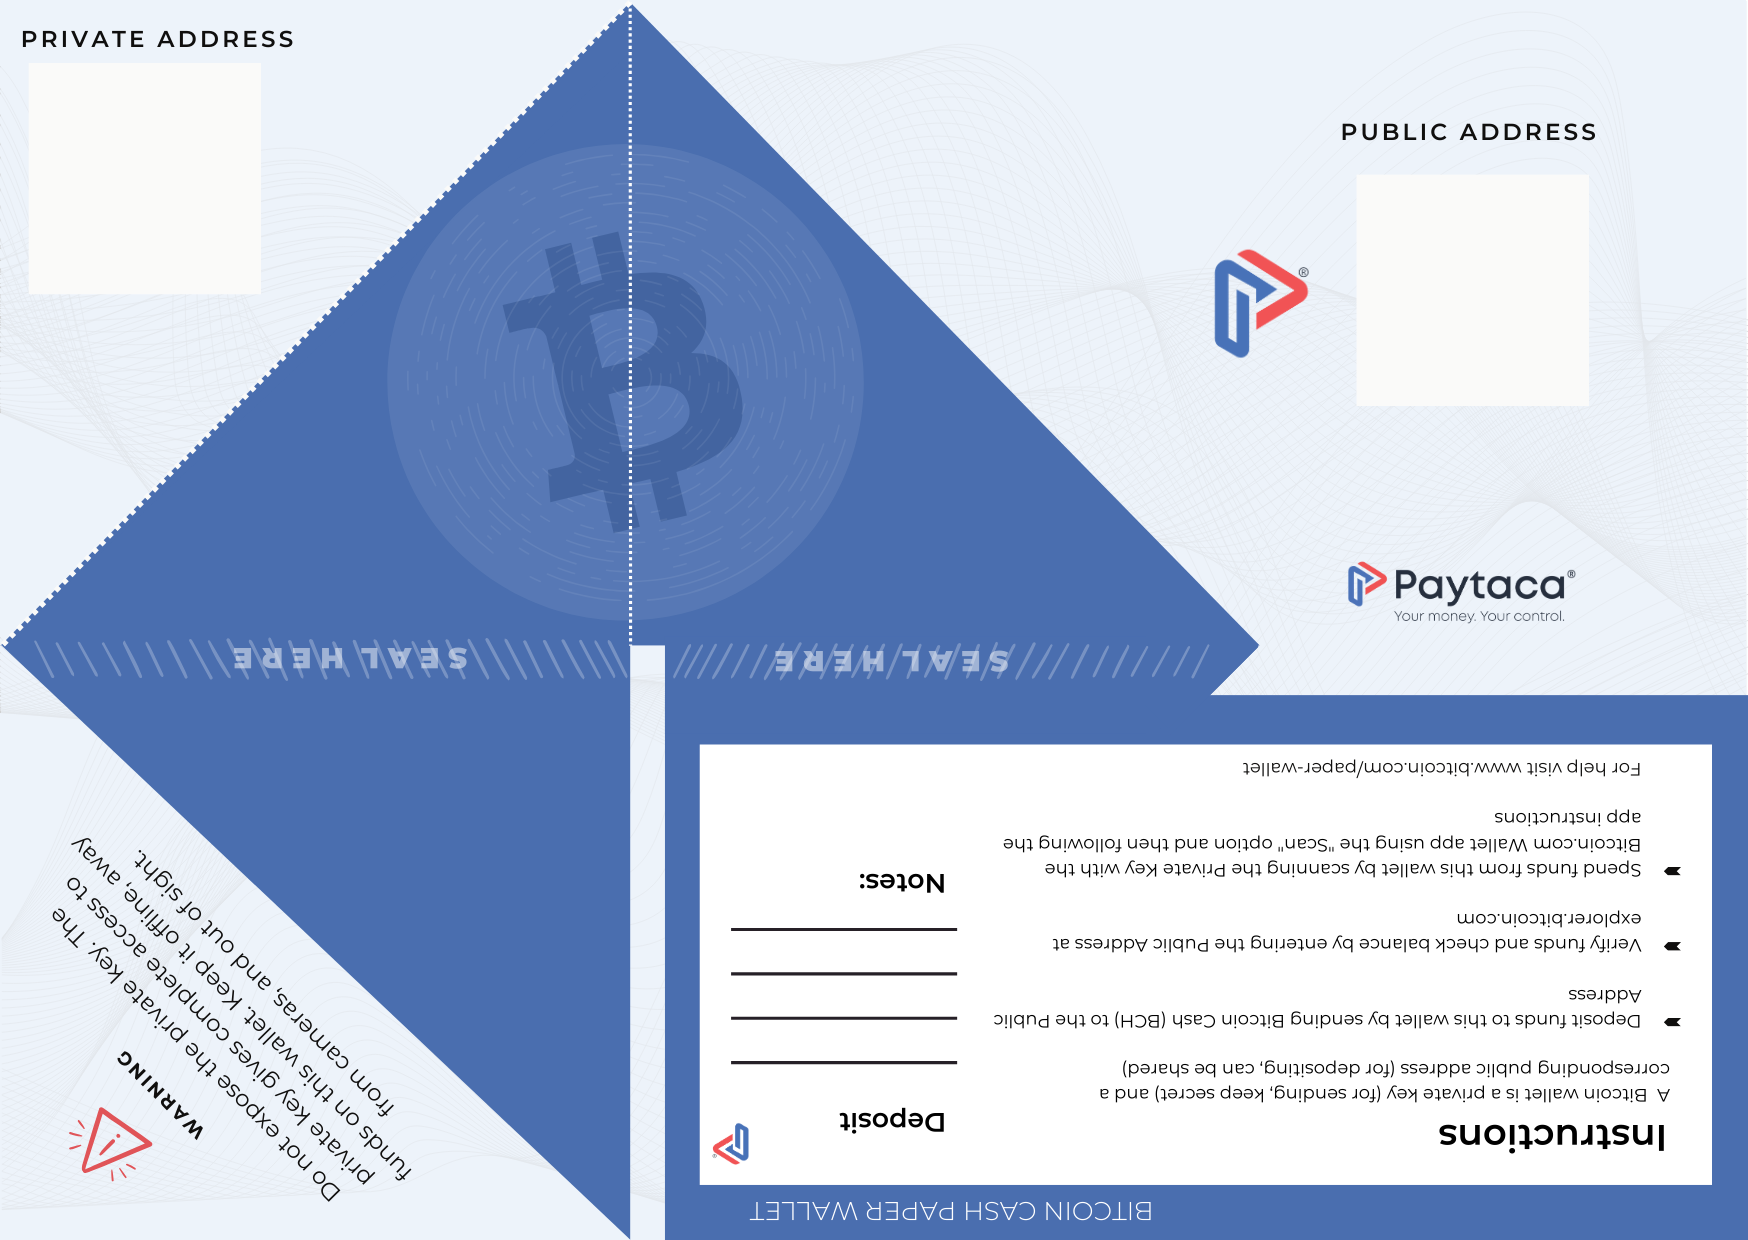 PRIVATE ADDRESS
PUBLIC ADDRESS
®
Paytaca®
Your money. Your control.
SEAL HERE
SEAL HERE
WARNING
Do not expose the private key. The
private key gives complete access to
funds on this wallet. Keep it offline, away
from cameras, and out of sight.
BITCOIN CASH PAPER WALLET
Instructions
A Bitcoin wallet is a private key (for sending, keep secret) and a
corresponding public address (for depositing, can be shared)
Deposit funds to this wallet by sending Bitcoin Cash (BCH) to the Public
Address
Verify funds and check balance by entering the Public Address at
explorer.bitcoin.com
Spend funds from this wallet by scanning the Private Key with the
Bitcoin.com Wallet app using the "Scan" option and then following the
app instructions
For help visit www.bitcoin.com/paper-wallet
Deposit
Notes: